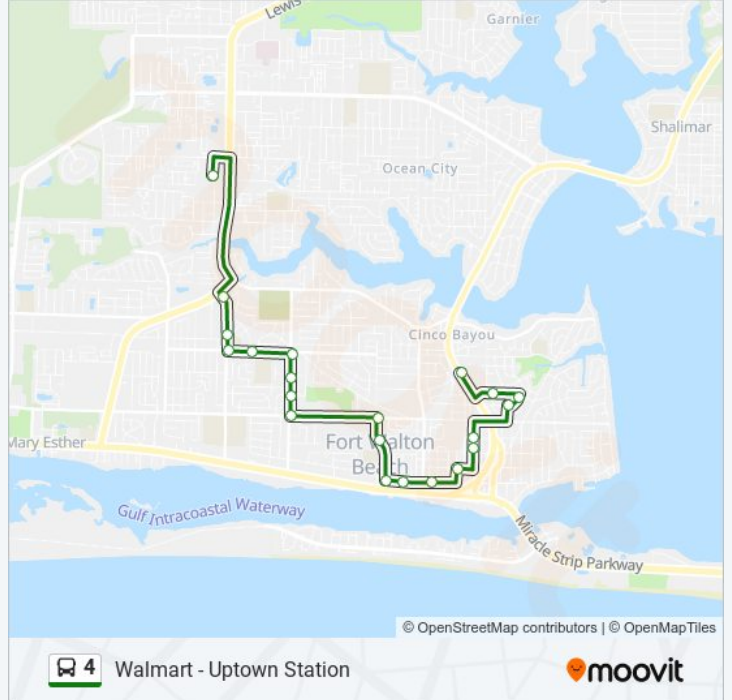 Lewis
Garnier
Shalimar
Ocean City
Cinco Bayou
Mary Esther
Fort Walton
Beach
Gulf Intracoastal Waterway
Miracle Strip Parkway
© OpenStreetMap contributors | © OpenMapTiles
4 Walmart - Uptown Station
moovit